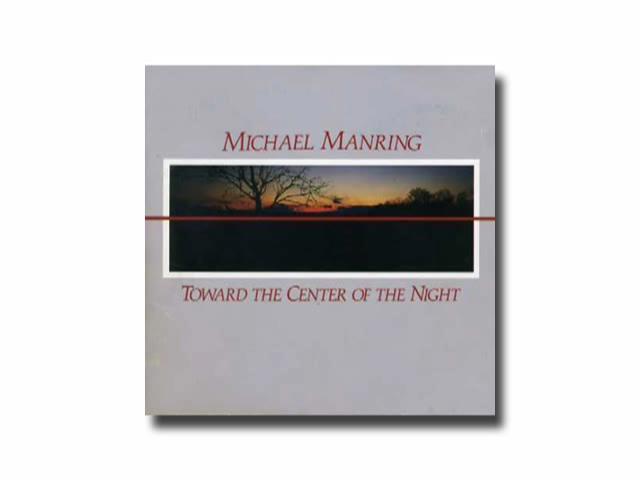 MICHAEL MANRING
TOWARD THE CENTER OF THE NIGHT